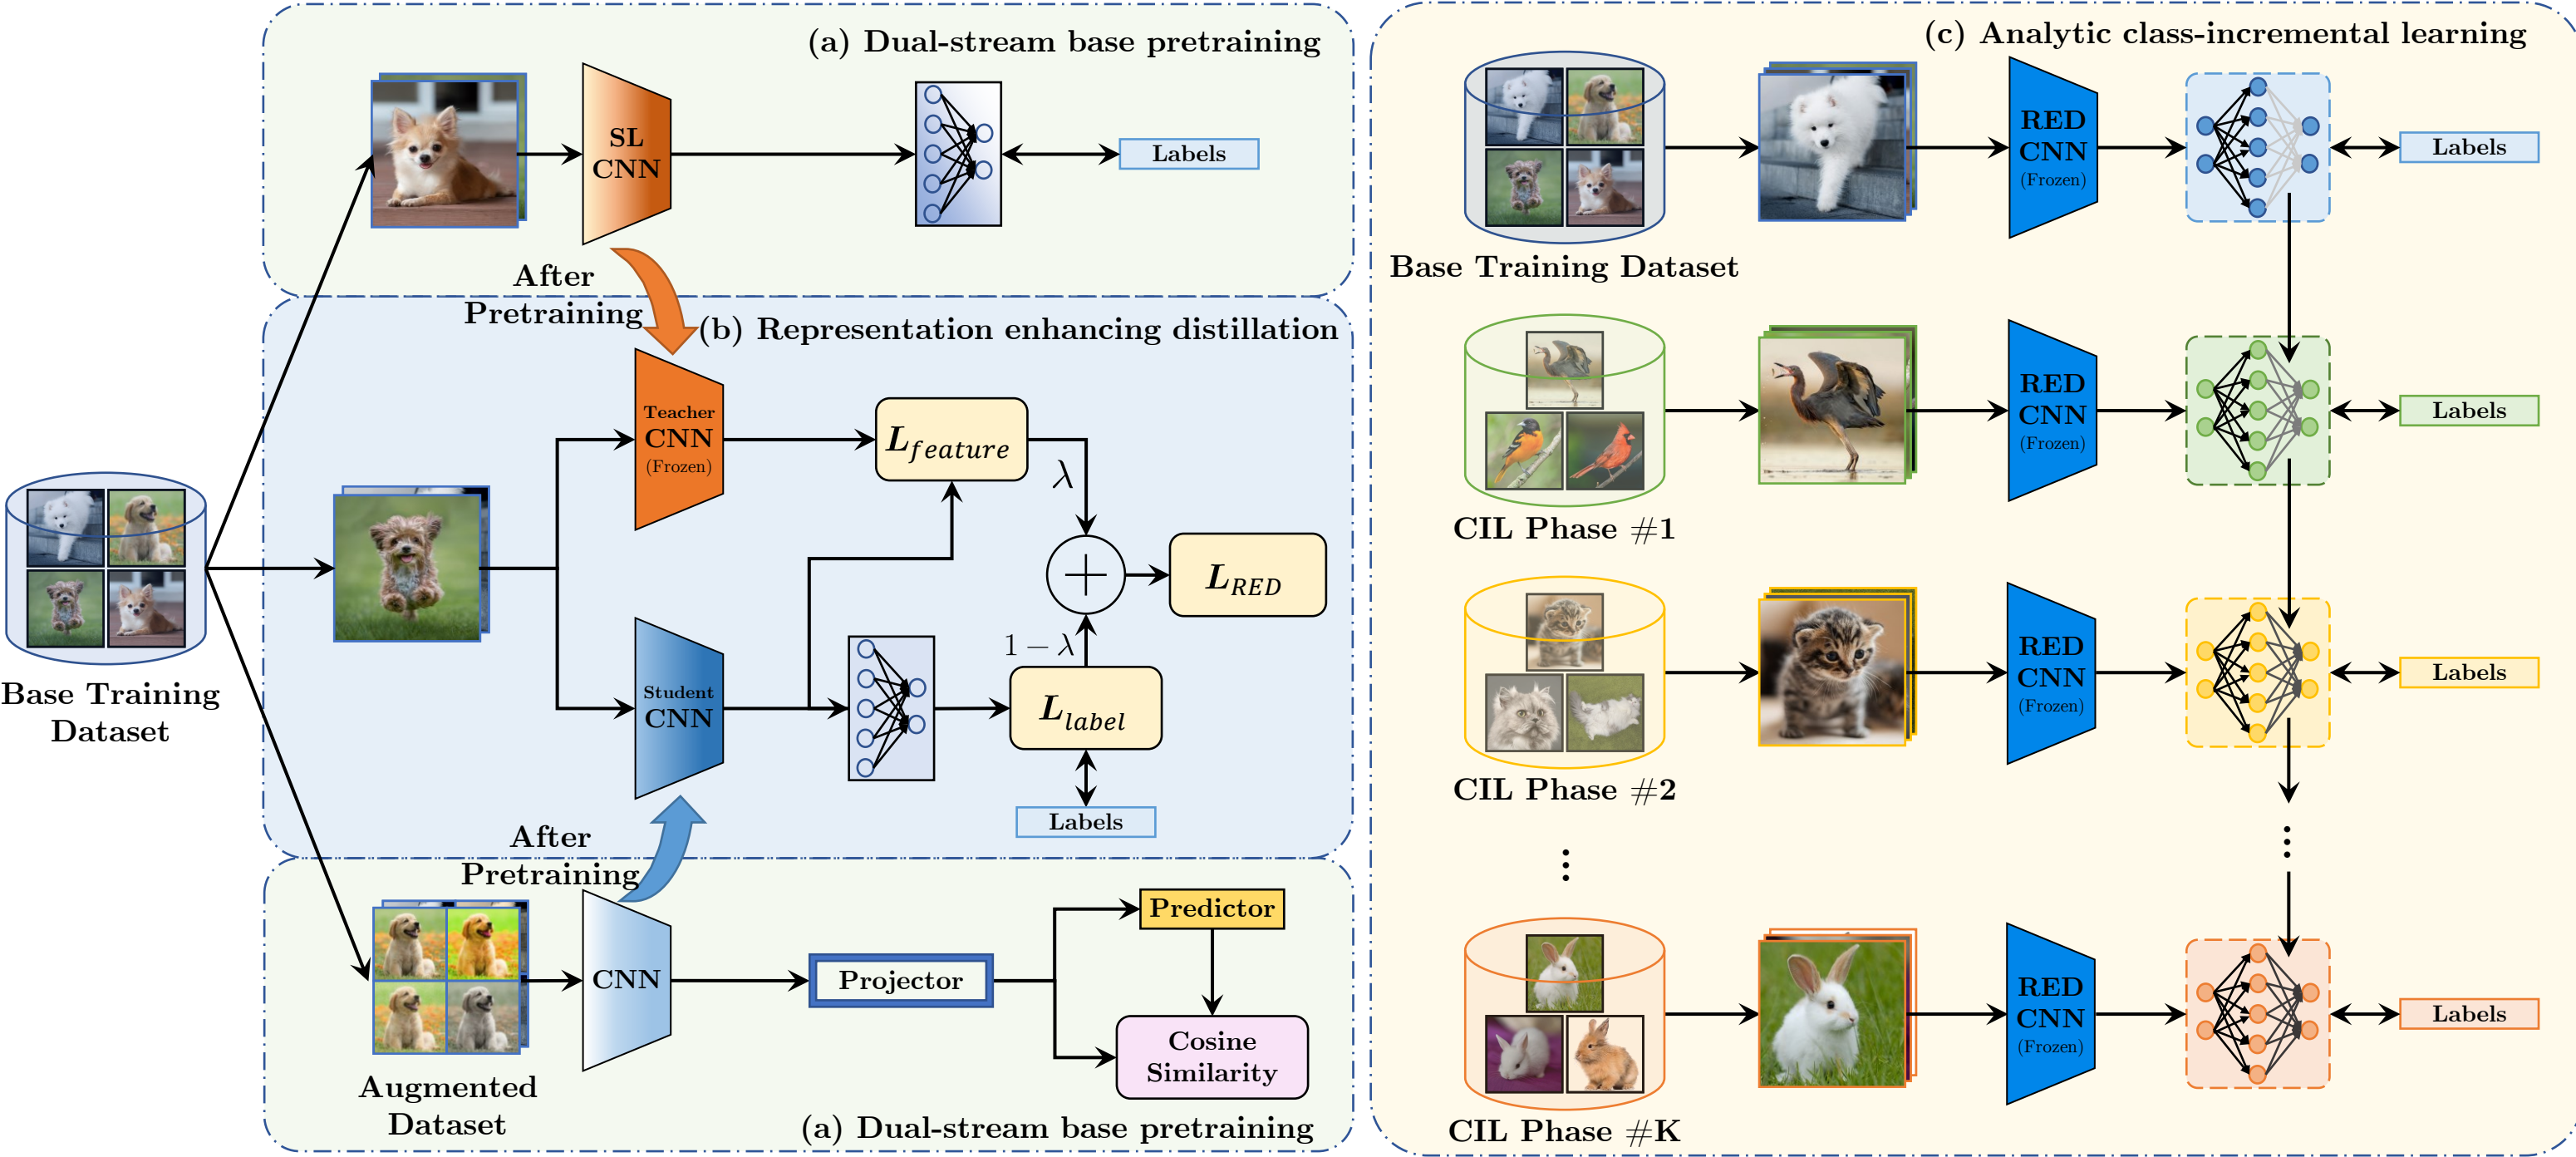 (a) Dual-stream base pretraining
SL
CNN
Labels
After
Pretraining
(b) Representation enhancing distillation
Teacher
CNN
(Frozen)
L_feature
λ
L_RED
1 − λ
Student
CNN
L_label
Labels
Base Training
Dataset
After
Pretraining
CNN
Projector
Predictor
Cosine
Similarity
Augmented
Dataset
(a) Dual-stream base pretraining
(c) Analytic class-incremental learning
RED
CNN
(Frozen)
Labels
Base Training Dataset
RED
CNN
(Frozen)
Labels
CIL Phase #1
RED
CNN
(Frozen)
Labels
CIL Phase #2
RED
CNN
(Frozen)
Labels
CIL Phase #K